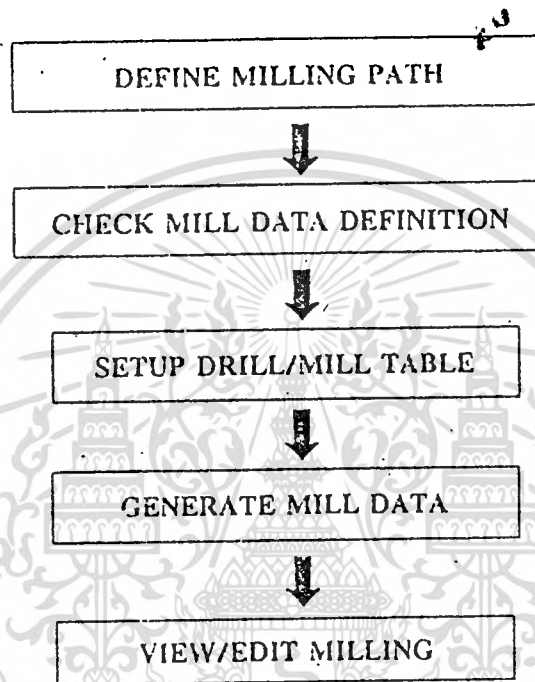 DEFINE MILLING PATH
CHECK MILL DATA DEFINITION
SETUP DRILL/MILL TABLE
GENERATE MILL DATA
VIEW/EDIT MILLING